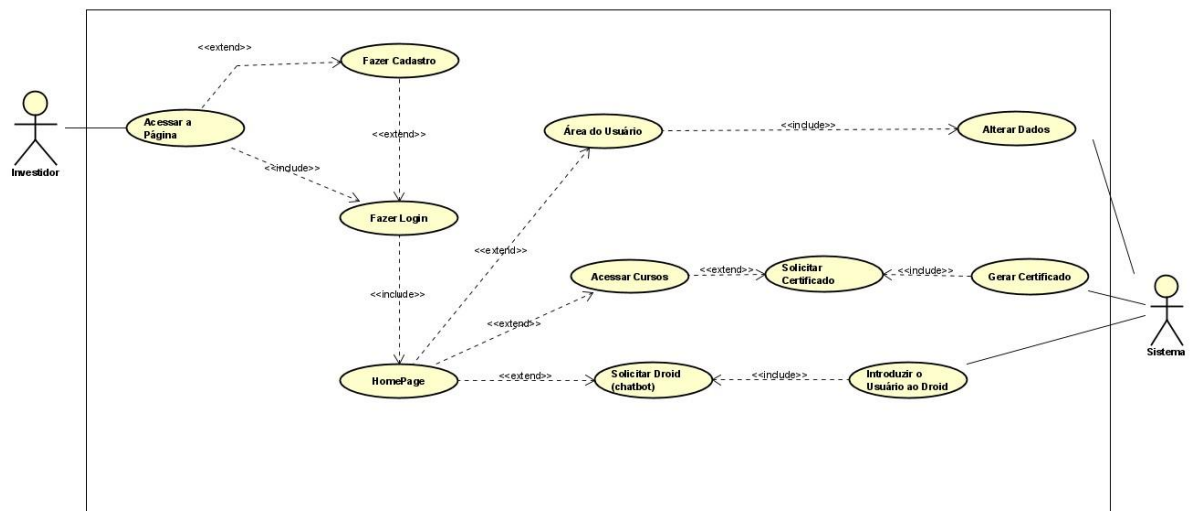 <<extend>>
Fazer Cadastro
Investidor
Acessar a
Página
<<extend>>
<<include>>
Fazer Login
Área do Usuário
<<include>>
Alterar Dados
<<extend>>
<<include>>
Acessar Cursos
<<extend>>
Solicitar
Certificado
<<include>>
Gerar Certificado
<<extend>>
Sistema
HomePage
<<extend>>
Solicitar Droid
(chatbot)
<<include>>
Introduzir o
Usuário ao Droid